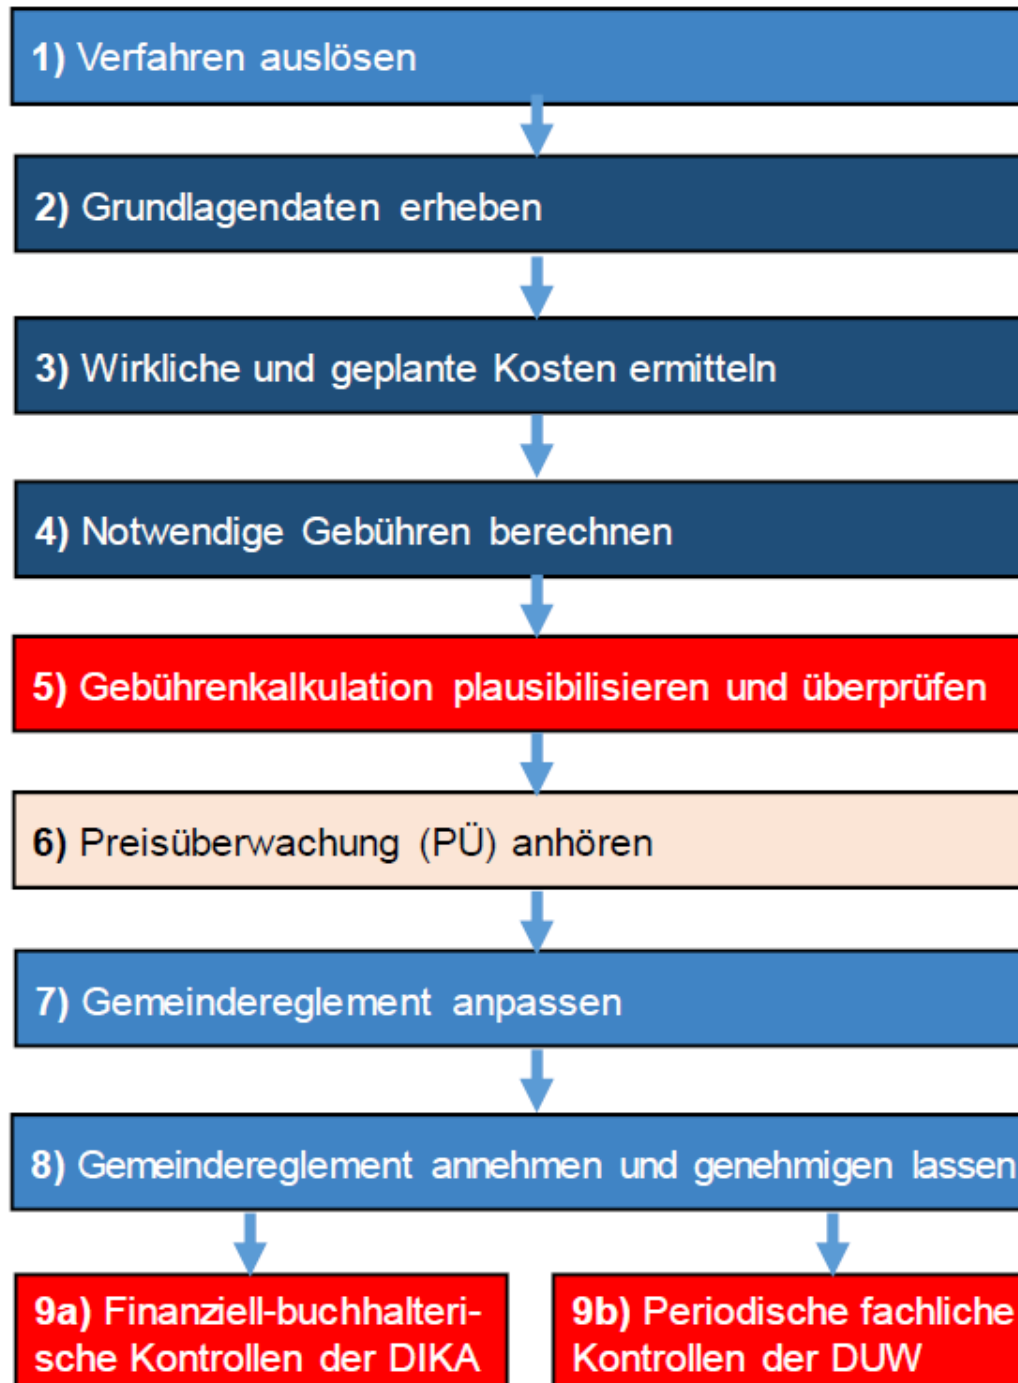 1) Verfahren auslösen
2) Grundlagendaten erheben
3) Wirkliche und geplante Kosten ermitteln
4) Notwendige Gebühren berechnen
5) Gebührenkalkulation plausibilisieren und überprüfen
6) Preisüberwachung (PÜ) anhören
7) Gemeindereglement anpassen
8) Gemeindereglement annehmen und genehmigen lassen
9a) Finanziell-buchhalteri-
sche Kontrollen der DIKA
9b) Periodische fachliche
Kontrollen der DUW